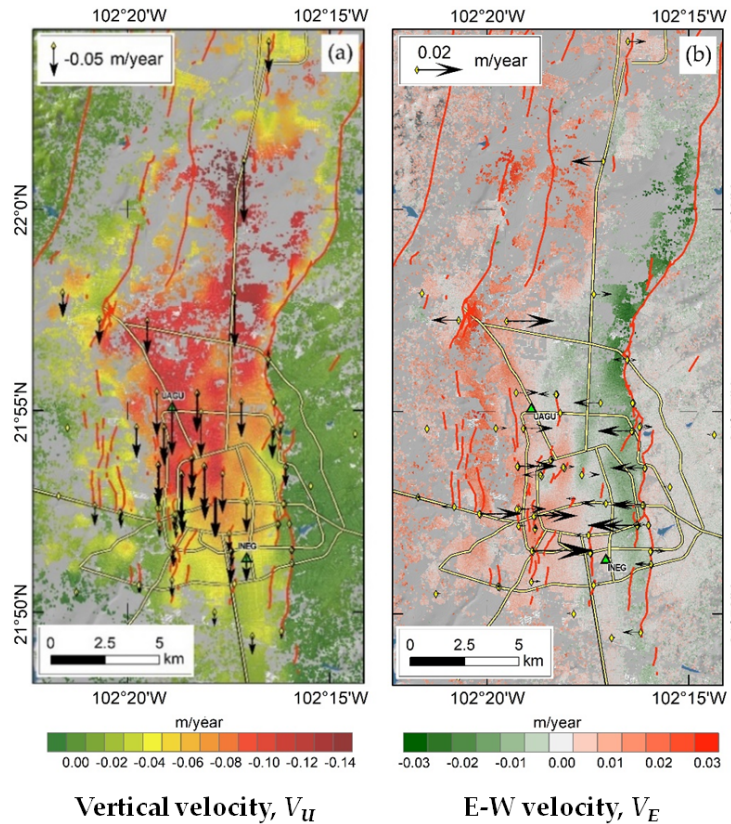 102°20'W 102°15'W 102°20'W 102°15'W
-0.05 m/year (a) 0.02 m/year (b)
22°0'N
21°55'N
21°50'N
UAGU
INEG
UAGU
INEG
0 2.5 5 km 0 2.5 5 km
102°20'W 102°15'W 102°20'W 102°15'W
m/year m/year
0.00 -0.02 -0.04 -0.06 -0.08 -0.10 -0.12 -0.14
-0.03 -0.02 -0.01 0.00 0.01 0.02 0.03
Vertical velocity, VU E-W velocity, VE